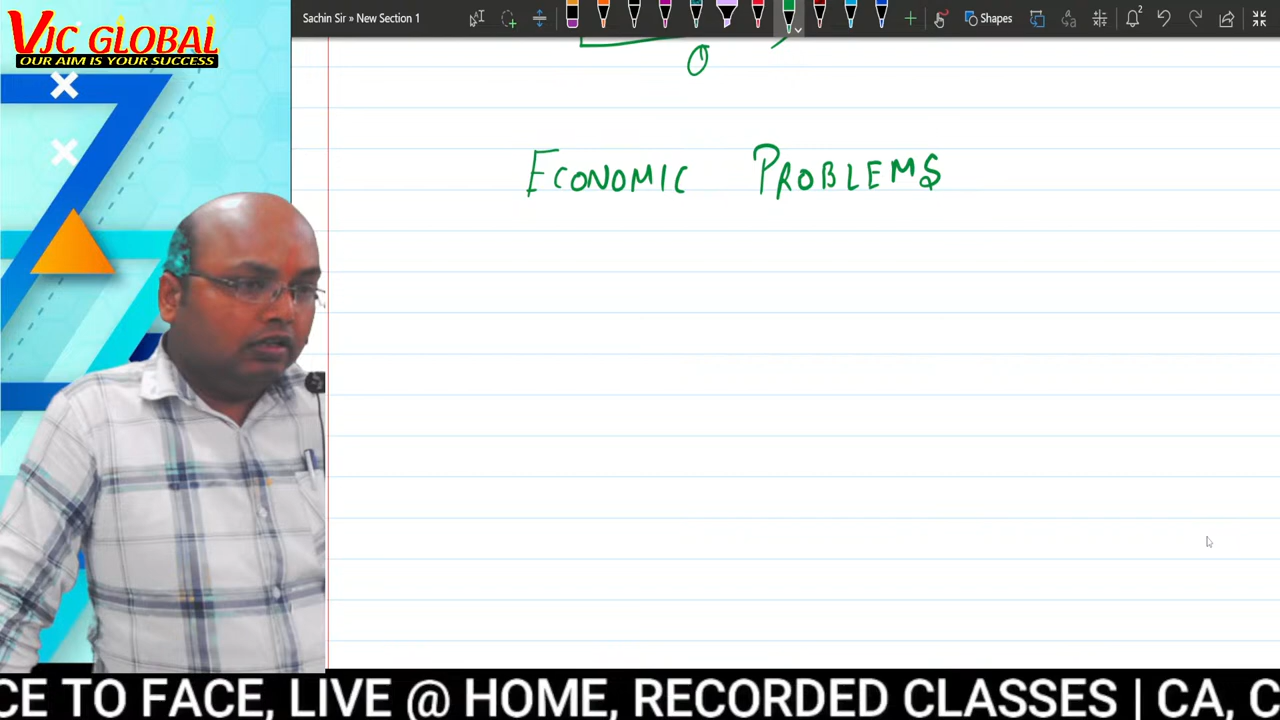 VJC GLOBAL
OUR AIM IS YOUR SUCCESS
Sachin Sir » New Section 1
Shapes
2
O
ECONOMIC PROBLEMS
CE TO FACE, LIVE @ HOME, RECORDED CLASSES | CA, C